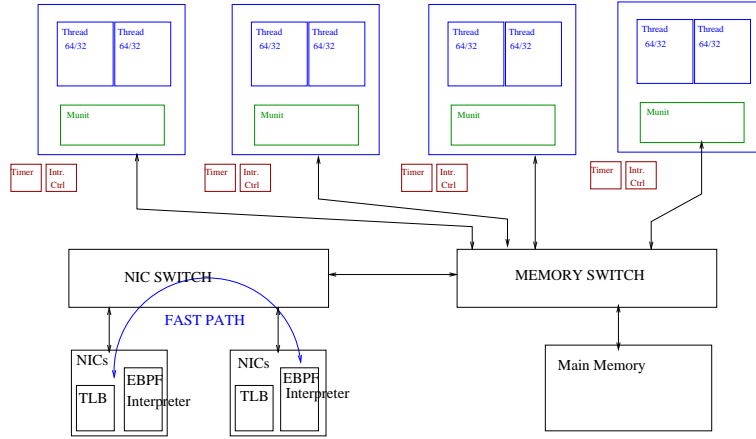 Thread
64/32
Thread
64/32
Munit
Timer
Intr.
Ctrl
Thread
64/32
Thread
64/32
Munit
Timer
Intr.
Ctrl
Thread
64/32
Thread
64/32
Munit
Timer
Intr.
Ctrl
Thread
64/32
Thread
64/32
Munit
Timer
Intr.
Ctrl
NIC SWITCH
MEMORY SWITCH
FAST PATH
NICs
TLB
EBPF
Interpreter
NICs
TLB
EBPF
Interpreter
Main Memory